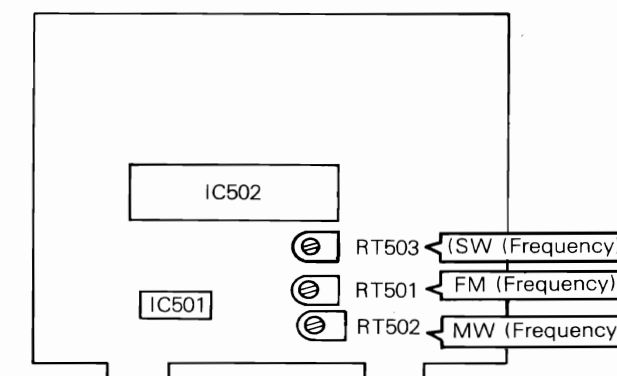 IC502
RT503 (SW (Frequency)
RT501 FM (Frequency)
IC501
RT502 MW (Frequency